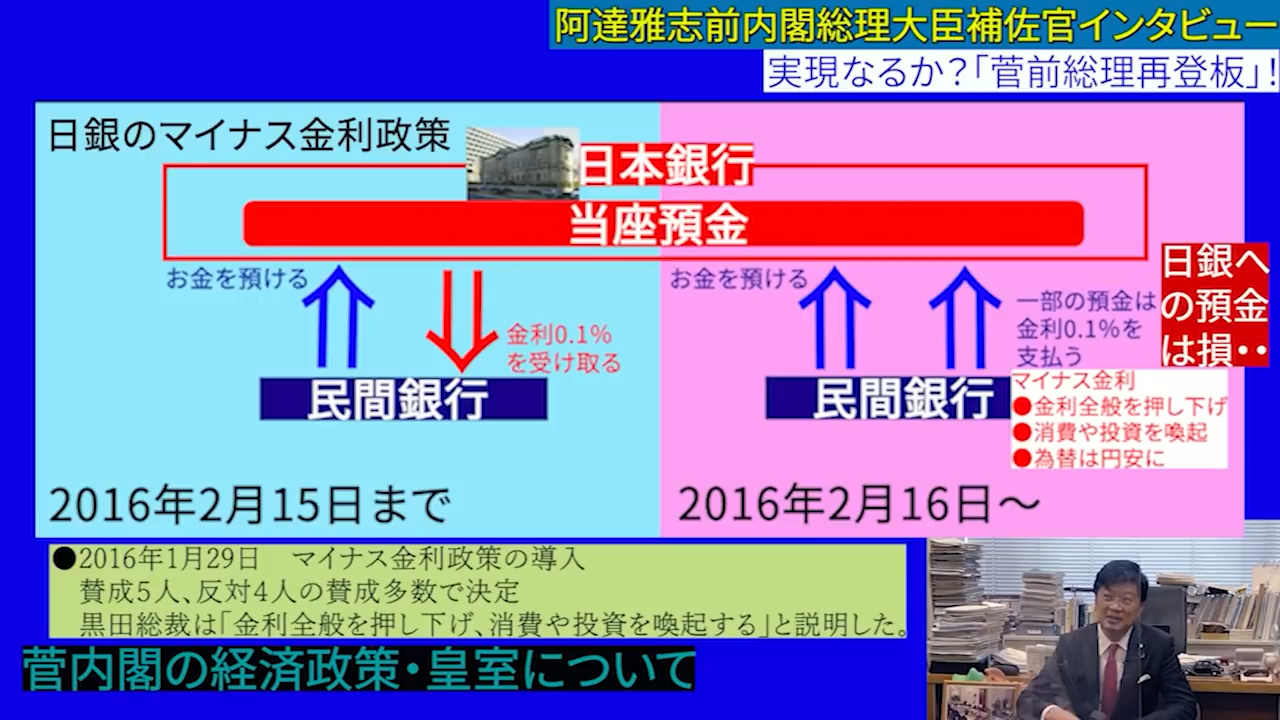 阿達雅志前内閣総理大臣補佐官インタビュー
実現なるか？「菅前総理再登板」！
日銀のマイナス金利政策
日本銀行
当座預金
お金を預ける
金利0.1%
を受け取る
民間銀行
2016年2月15日まで
お金を預ける
一部の預金は
金利0.1%を
支払う
民間銀行
2016年2月16日～
日銀へ
の預金
は損・・
マイナス金利
●金利全般を押し下げ
●消費や投資を喚起
●為替は円安に
●2016年1月29日　マイナス金利政策の導入
賛成5人、反対4人の賛成多数で決定
黒田総裁は「金利全般を押し下げ、消費や投資を喚起する」と説明した。
菅内閣の経済政策・皇室について